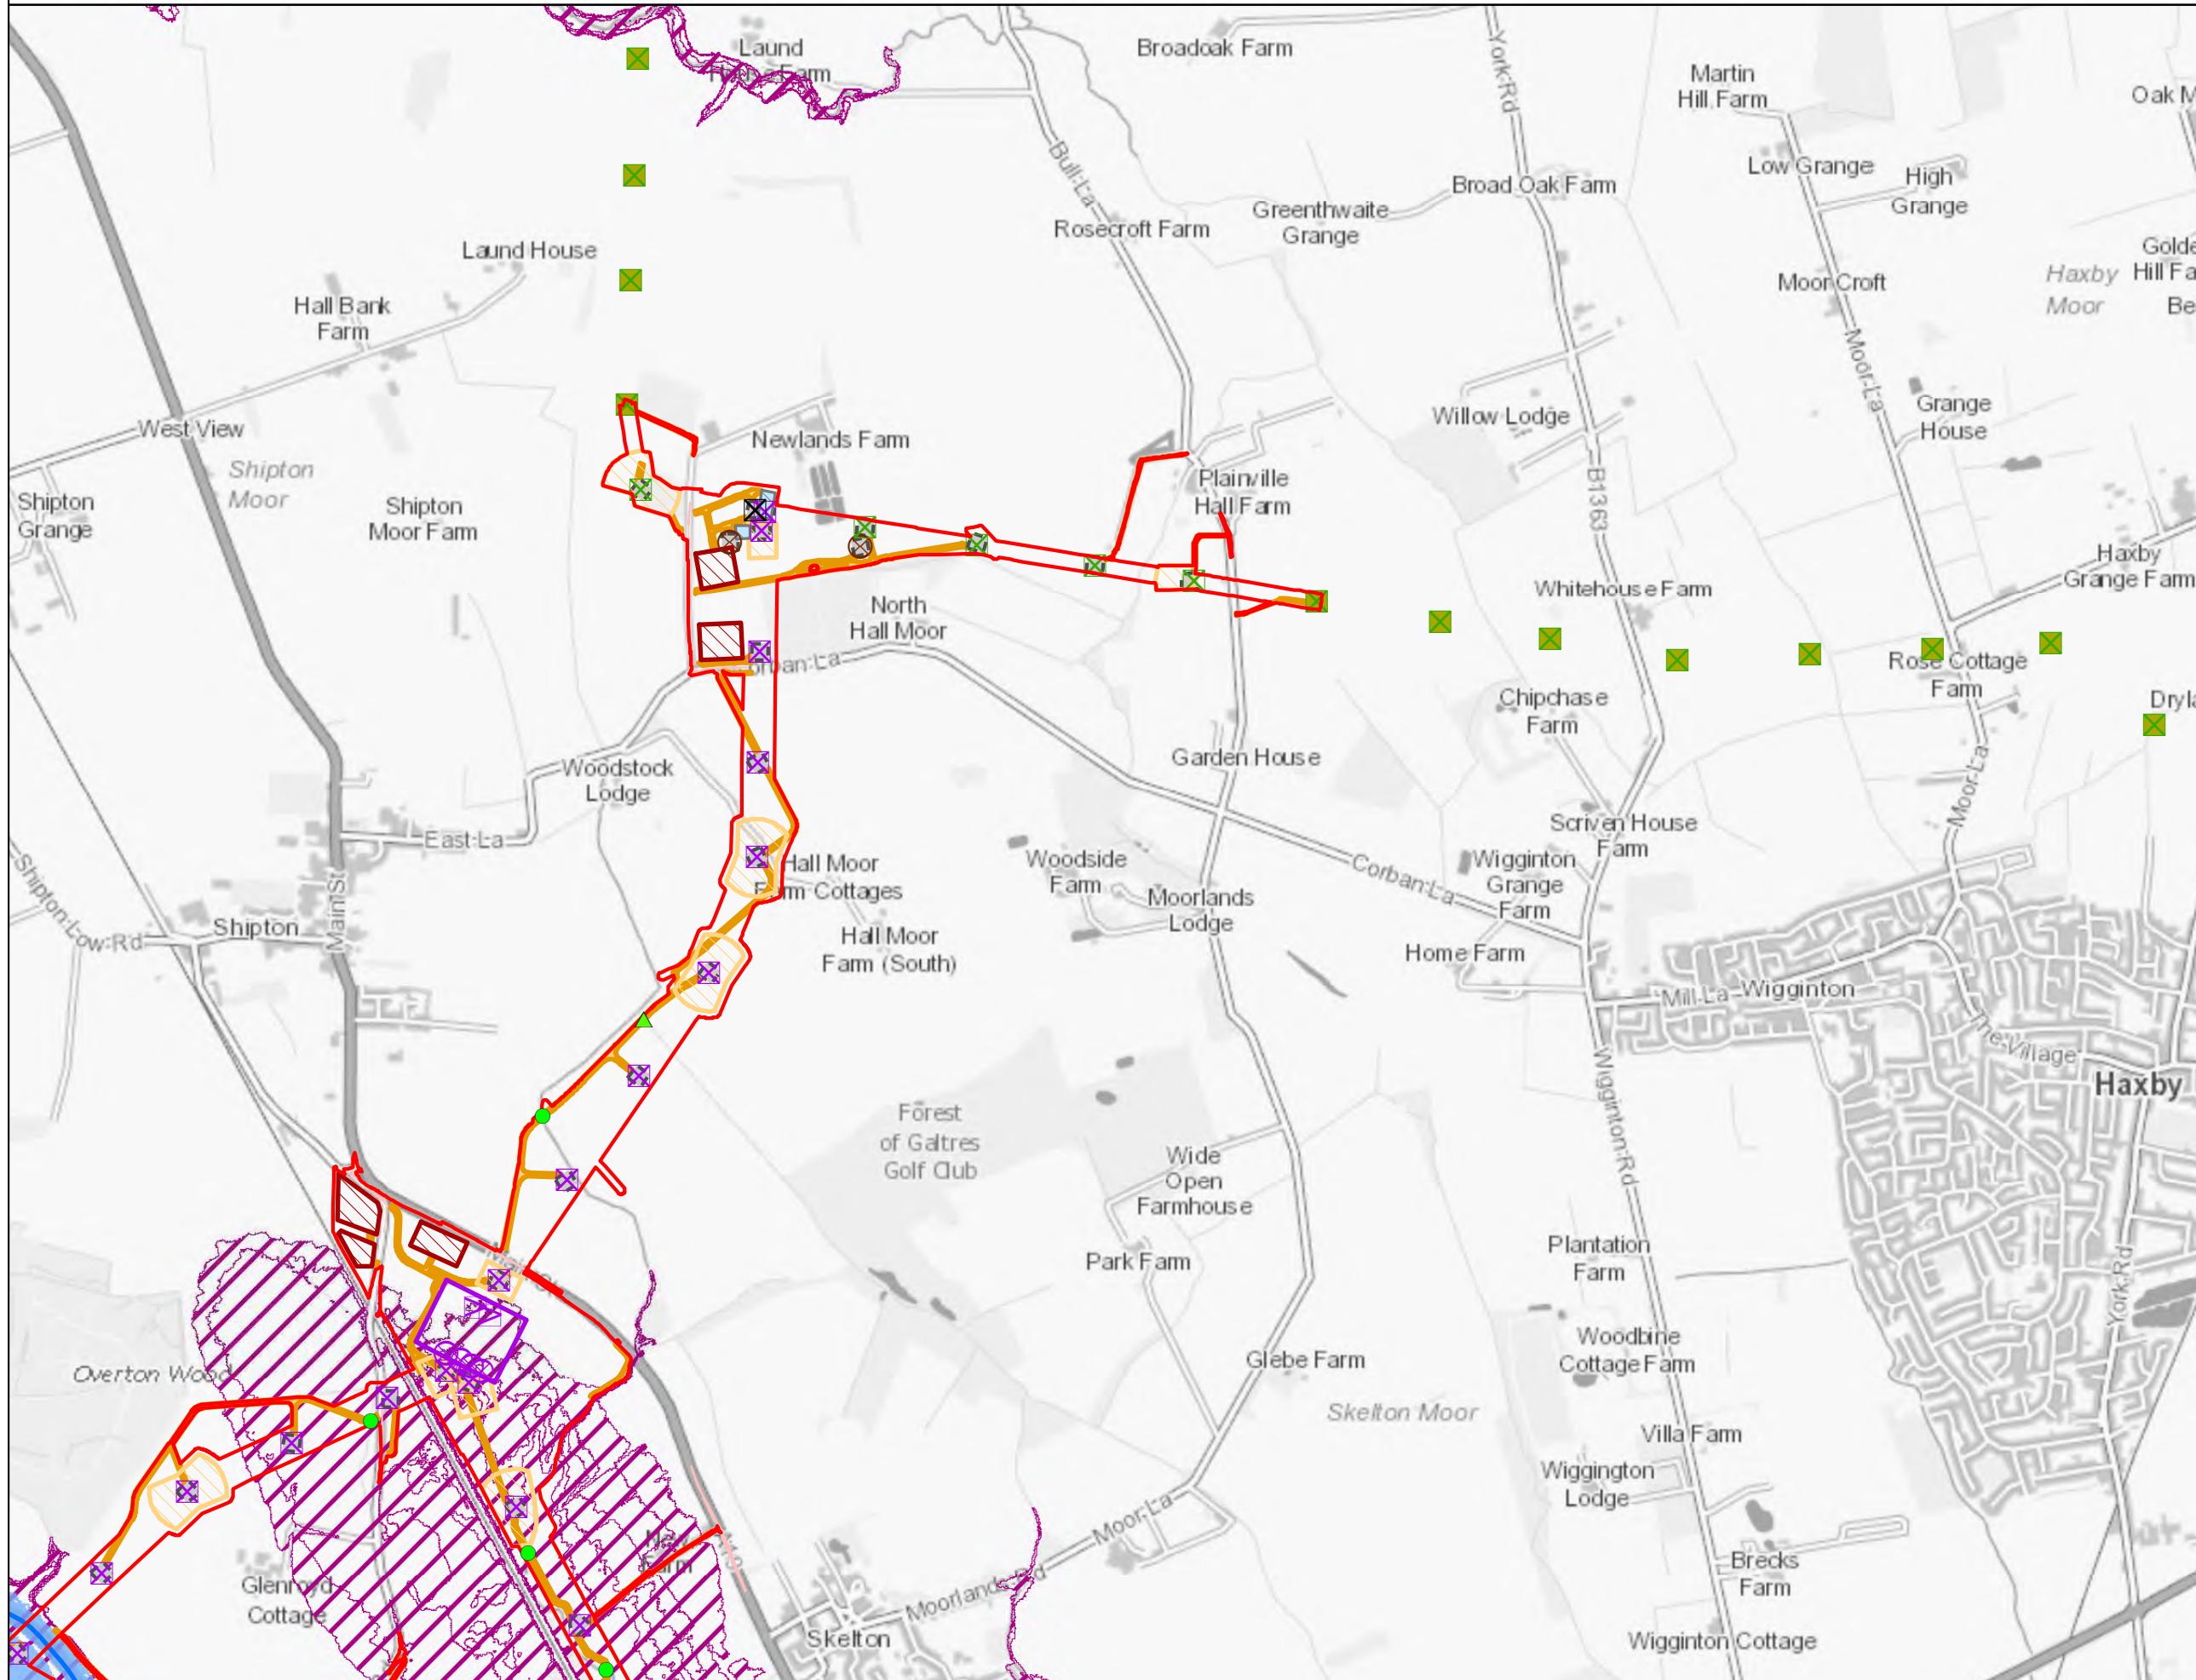 Laund
House Farm
Broadoak Farm
York Rd
Martin
Hill Farm
Bull La
Low Grange
High
Grange
Broad Oak Farm
Greenthwaite
Grange
Rosecroft Farm
Laund House
Hall Bank
Farm
Moor Croft
Haxby
Moor
Moor La
West View
Shipton
Moor
Newlands Farm
Willow Lodge
Grange
House
Shipton
Grange
Shipton
Moor Farm
Plainville
Hall Farm
B1363
Haxby
Grange Farm
Whitehouse Farm
North
Hall Moor
Corban La
Rose Cottage
Farm
Chipchase
Farm
Garden House
Woodstock
Lodge
Moor La
East La
Scriven House
Farm
Hall Moor
Farm Cottages
Woodside
Farm
Moorlands
Lodge
Corban La
Wigginton
Grange
Farm
Shipton Low Rd
Shipton
Main St
Hall Moor
Farm (South)
Home Farm
Mill La
Wigginton
The Village
Haxby
Wigginton Rd
Forest
of Galtres
Golf Club
Wide
Open
Farmhouse
Park Farm
Plantation
Farm
York Rd
Woodbine
Cottage Farm
Overton Wood
Glebe Farm
Skelton Moor
Villa Farm
Wiggington
Lodge
Moor La
New
Farm
Brecks
Farm
Glenroyd
Cottage
Moorlands Rd
Skelton
Wigginton Cottage